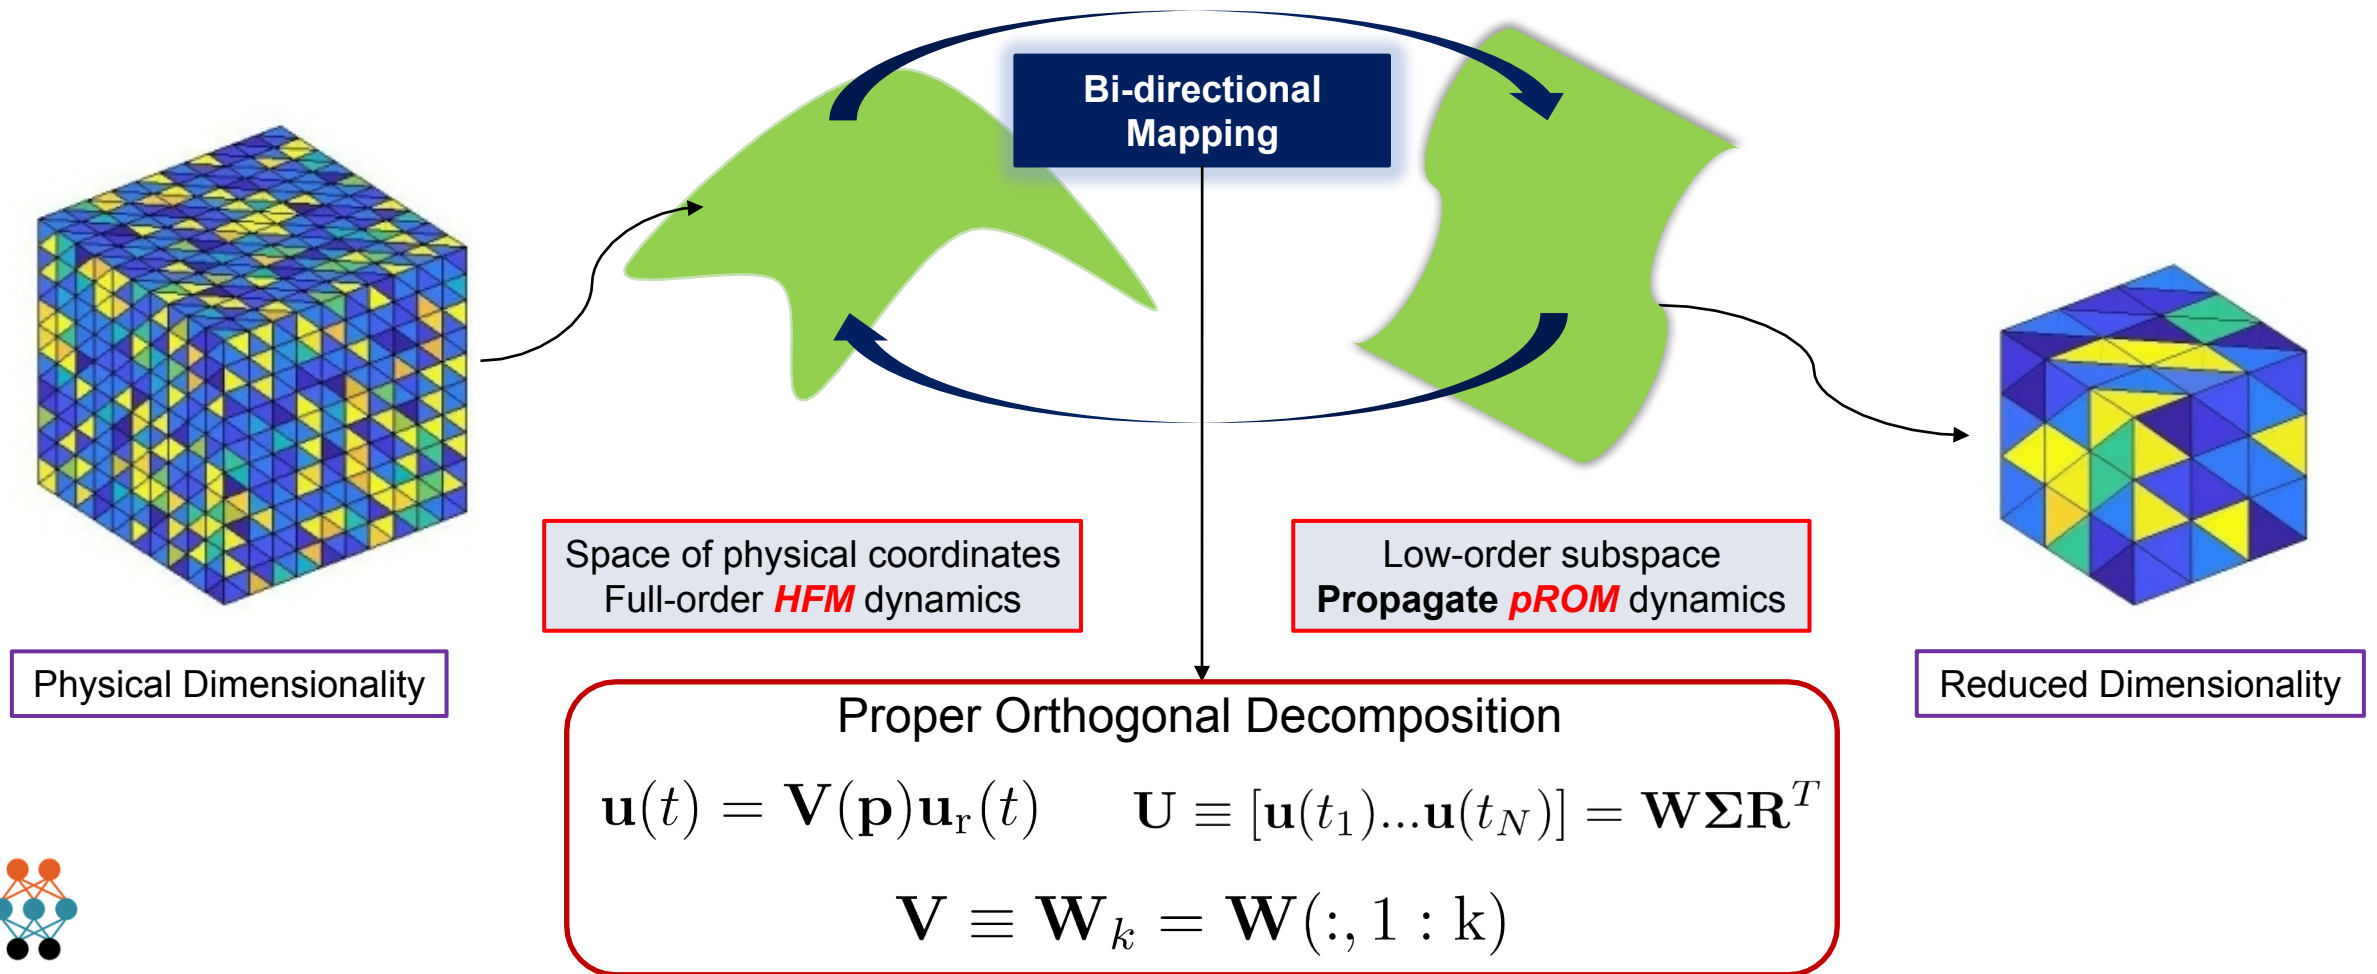 Bi-directional
Mapping
Space of physical coordinates
Full-order HFM dynamics
Low-order subspace
Propagate pROM dynamics
Physical Dimensionality
Reduced Dimensionality
Proper Orthogonal Decomposition
u(t) = V(p)u_r(t)
U ≡ [u(t_1)...u(t_N)] = WΣR^T
V ≡ W_k = W(:, 1 : k)